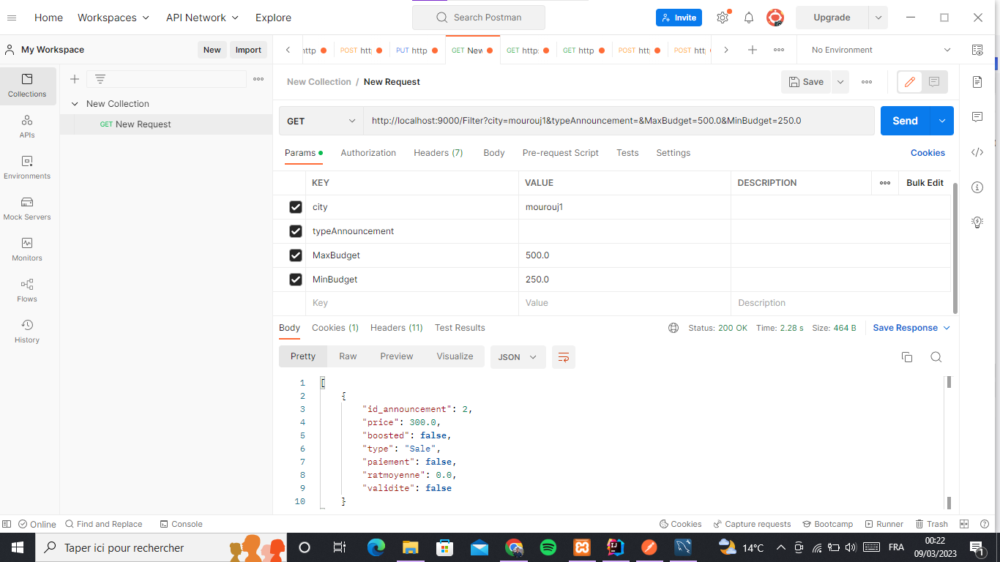 Home Workspaces API Network Explore Search Postman Invite Upgrade
My Workspace New Import
http POST htt PUT http GET New GET http: GET http POST htt POST htt No Environment
Collections
APIs
Environments
Mock Servers
Monitors
Flows
History
New Collection
GET New Request
New Collection / New Request Save
GET http://localhost:9000/Filter?city=mourouj1&typeAnnouncement=&MaxBudget=500.0&MinBudget=250.0 Send
Params Authorization Headers (7) Body Pre-request Script Tests Settings Cookies
KEY VALUE DESCRIPTION Bulk Edit
city mourouj1
typeAnnouncement
MaxBudget 500.0
MinBudget 250.0
Key Value Description
Body Cookies (1) Headers (11) Test Results Status: 200 OK Time: 2.28 s Size: 464 B Save Response
Pretty Raw Preview Visualize JSON
1 [
2 {
3 "id_announcement": 2,
4 "price": 300.0,
5 "boosted": false,
6 "type": "Sale",
7 "paiement": false,
8 "ratmoyenne": 0.0,
9 "validite": false
10 }
Online Find and Replace Console Cookies Capture requests Bootcamp Runner Trash
Taper ici pour rechercher 14°C FRA 00:22
09/03/2023 1